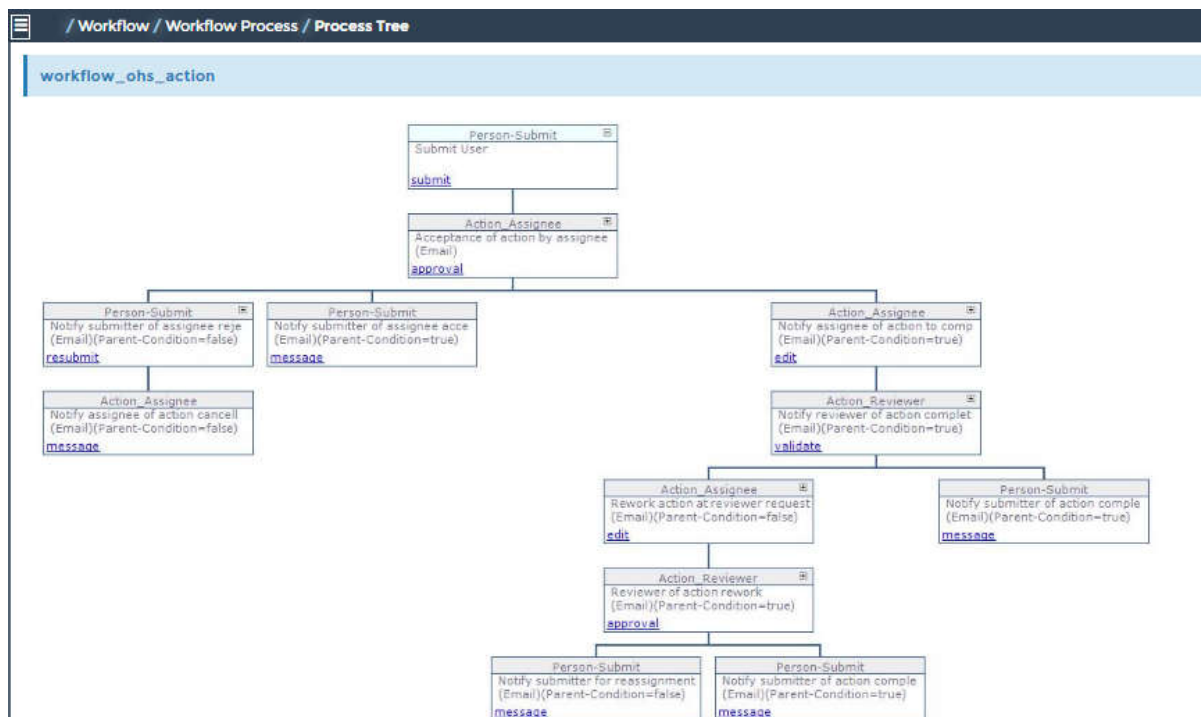 / Workflow / Workflow Process / Process Tree
workflow_ohs_action
Person-Submit
Submit User
submit
Action_Assignee
Acceptance of action by assignee
(Email)
approval
Person-Submit
Notify submitter of assignee reje
(Email)(Parent-Condition=false)
resubmit
Person-Submit
Notify submitter of assignee acce
(Email)(Parent-Condition=true)
message
Action_Assignee
Notify assignee of action to comp
(Email)(Parent-Condition=true)
edit
Action_Assignee
Notify assignee of action cancell
(Email)(Parent-Condition=false)
message
Action_Reviewer
Notify reviewer of action complet
(Email)(Parent-Condition=true)
validate
Action_Assignee
Rework action at reviewer request
(Email)(Parent-Condition=false)
edit
Person-Submit
Notify submitter of action comple
(Email)(Parent-Condition=true)
message
Action_Reviewer
Reviewer of action rework
(Email)(Parent-Condition=true)
approval
Person-Submit
Notify submitter for reassignment
(Email)(Parent-Condition=false)
message
Person-Submit
Notify submitter of action comple
(Email)(Parent-Condition=true)
message